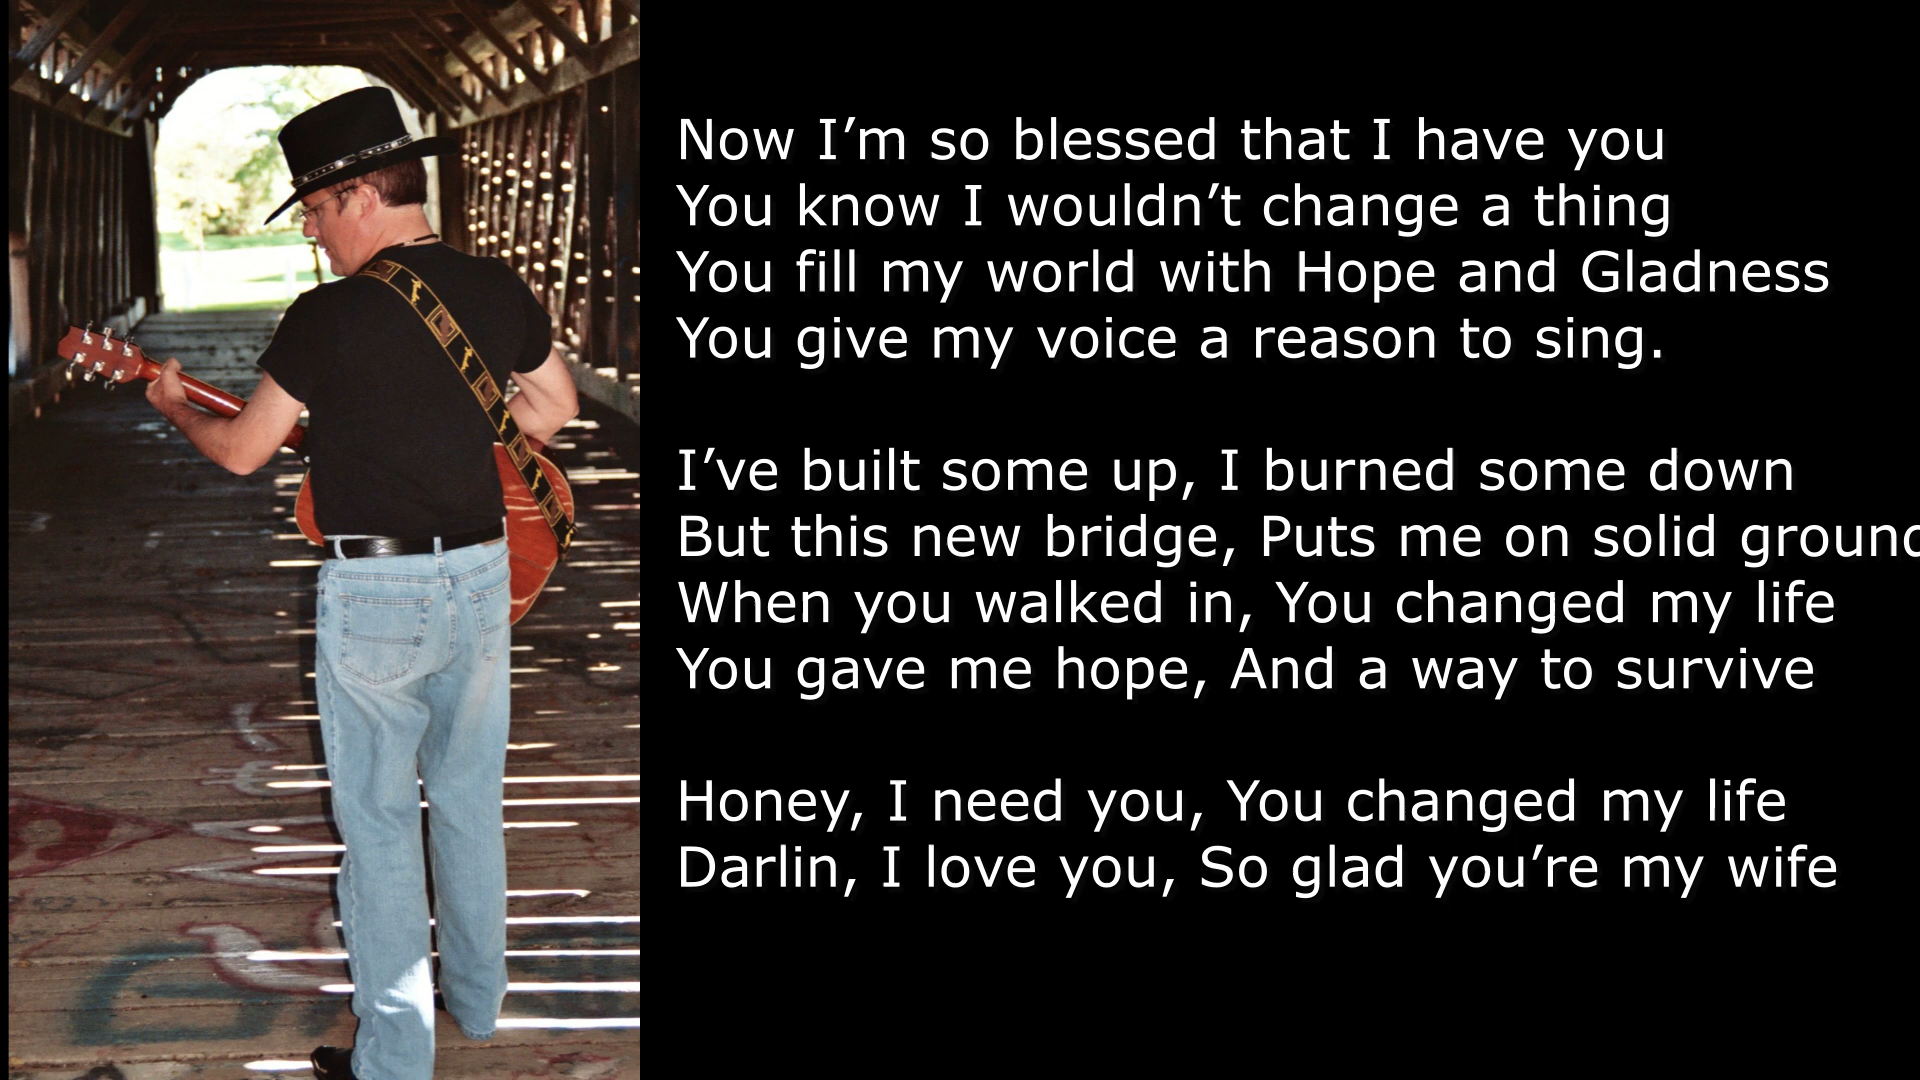 Now I’m so blessed that I have you
You know I wouldn’t change a thing
You fill my world with Hope and Gladness
You give my voice a reason to sing.
I’ve built some up, I burned some down
But this new bridge, Puts me on solid ground
When you walked in, You changed my life
You gave me hope, And a way to survive
Honey, I need you, You changed my life
Darlin, I love you, So glad you’re my wife